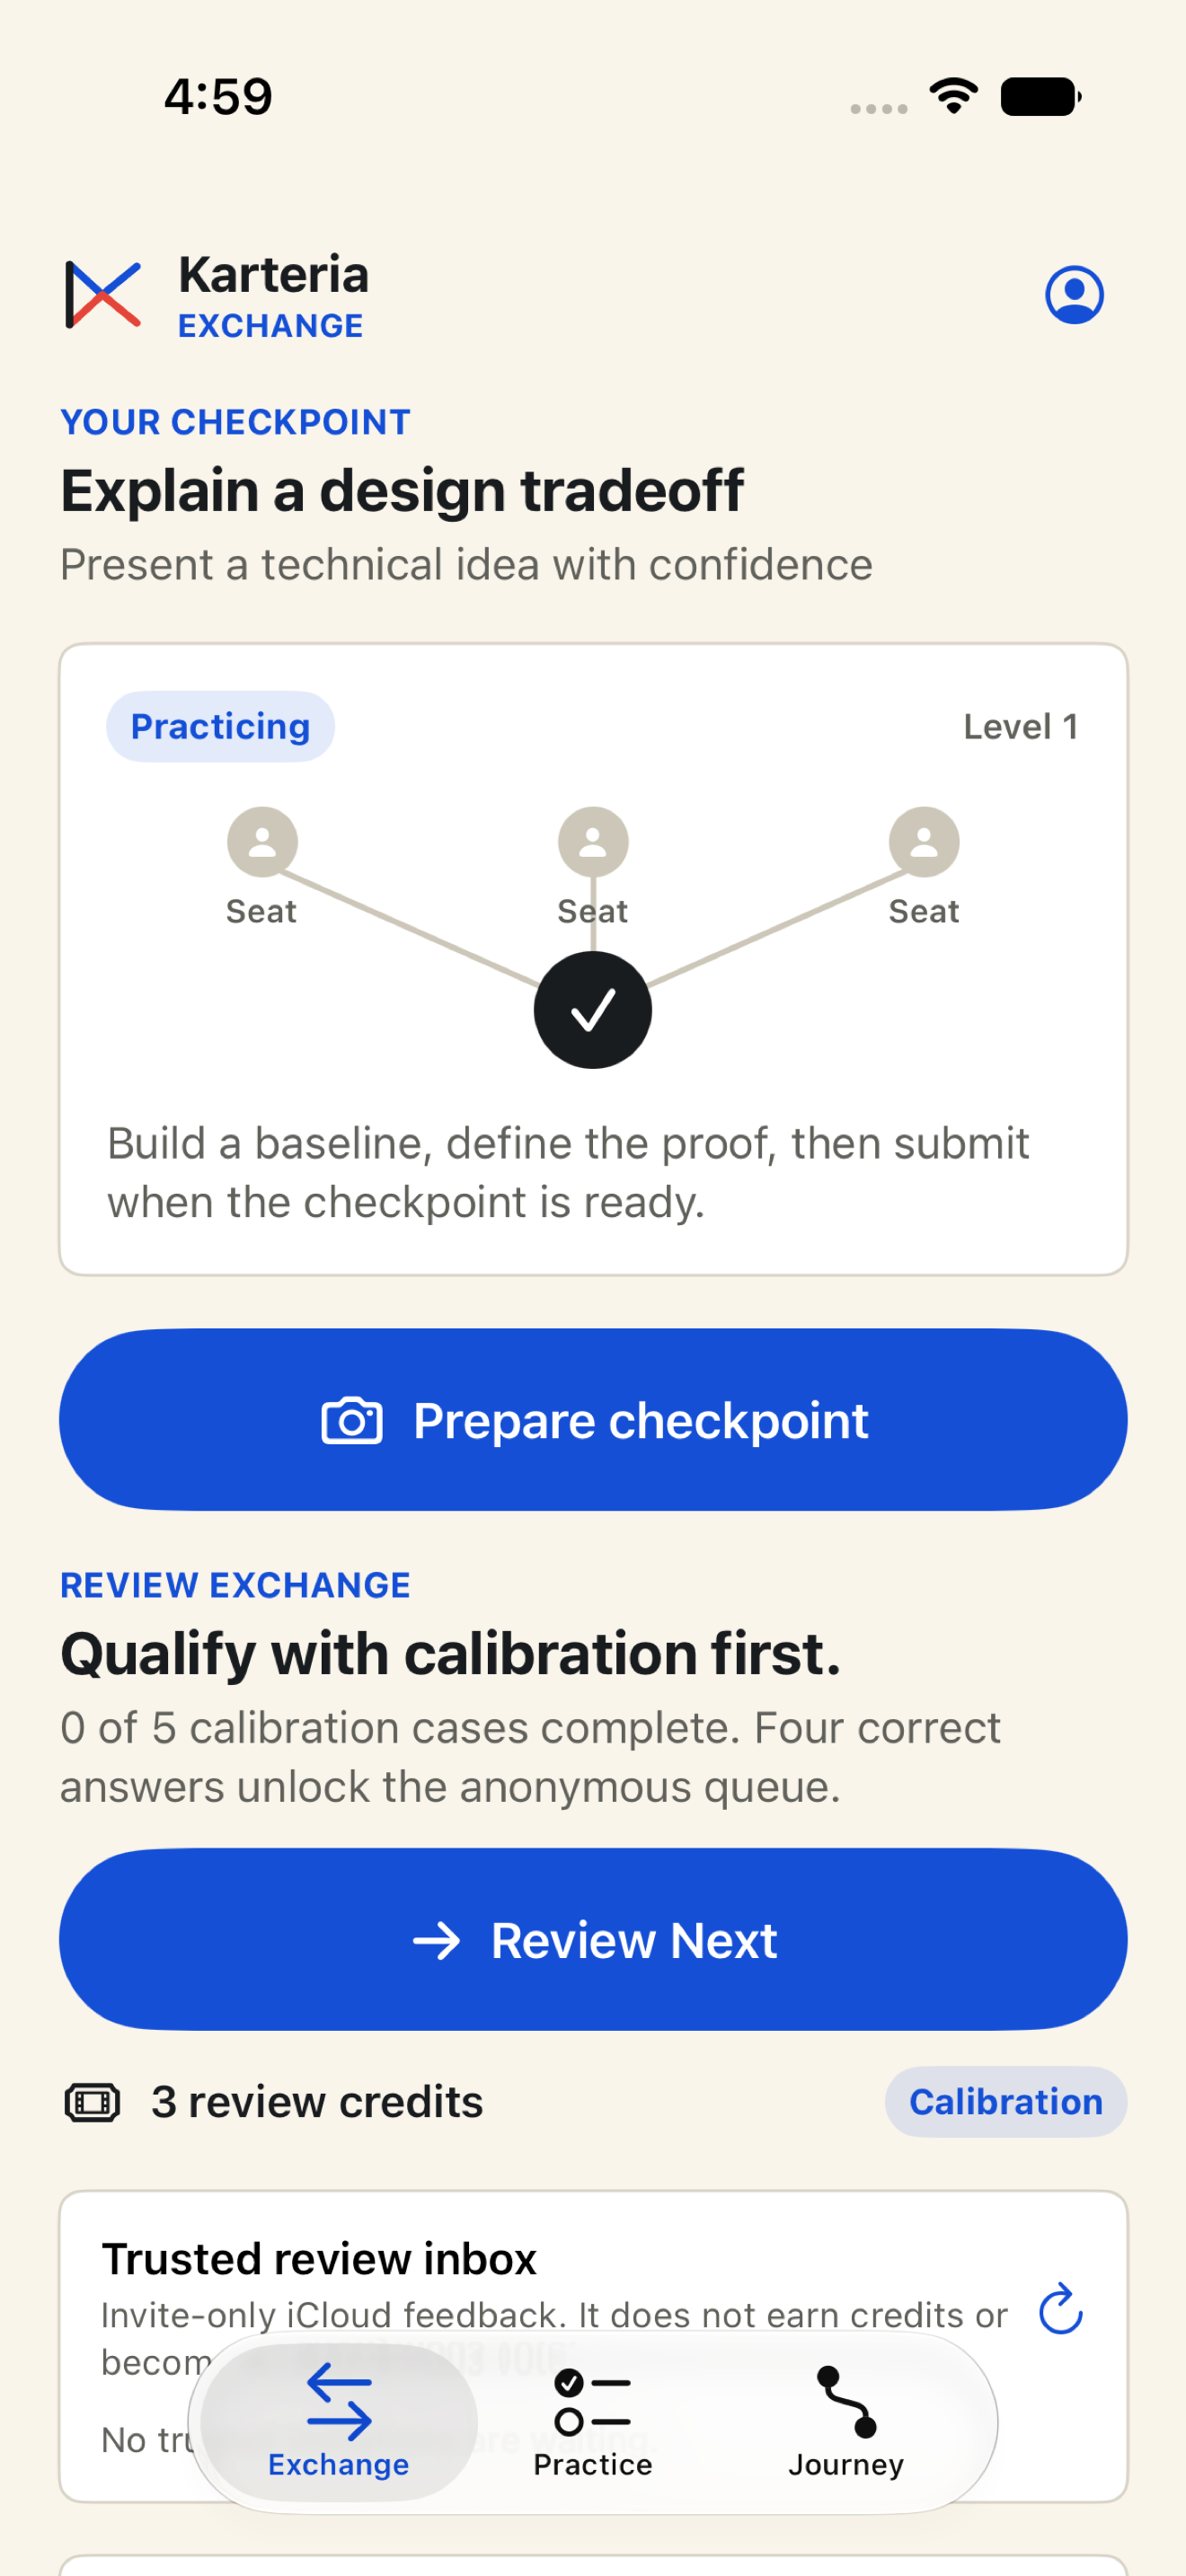 4:59
Karteria
EXCHANGE
YOUR CHECKPOINT
Explain a design tradeoff
Present a technical idea with confidence
Practicing
Level 1
Seat
Seat
Seat
Build a baseline, define the proof, then submit
when the checkpoint is ready.
Prepare checkpoint
REVIEW EXCHANGE
Qualify with calibration first.
0 of 5 calibration cases complete. Four correct
answers unlock the anonymous queue.
Review Next
3 review credits
Calibration
Trusted review inbox
Invite-only iCloud feedback. It does not earn credits or
No
are waiting.
Exchange
Practice
Journey